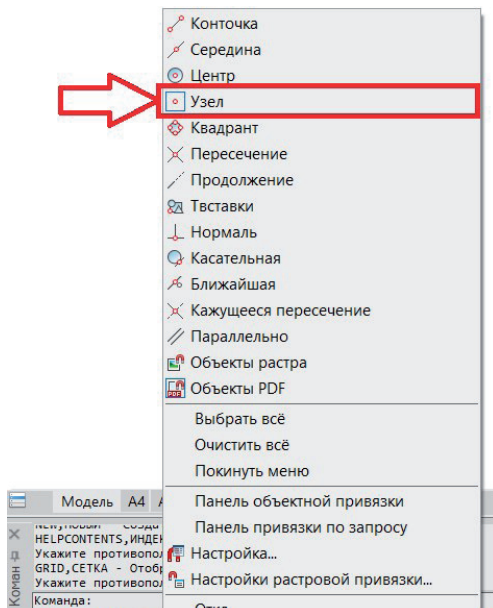 Конточка
Середина
Центр
Узел
Квадрант
Пересечение
Продолжение
Твставки
Нормаль
Касательная
Ближайшая
Кажущееся пересечение
Параллельно
Объекты растра
Объекты PDF
Выбрать всё
Очистить всё
Покинуть меню
Модель A4
Панель объектной привязки
Панель привязки по запросу
HELPCONTENTS,ИНДЕК
Настройка...
Укажите противопол
GRID,СЕТКА - Отобр
Настройки растровой привязки...
Укажите противопол
Команда:
Коман